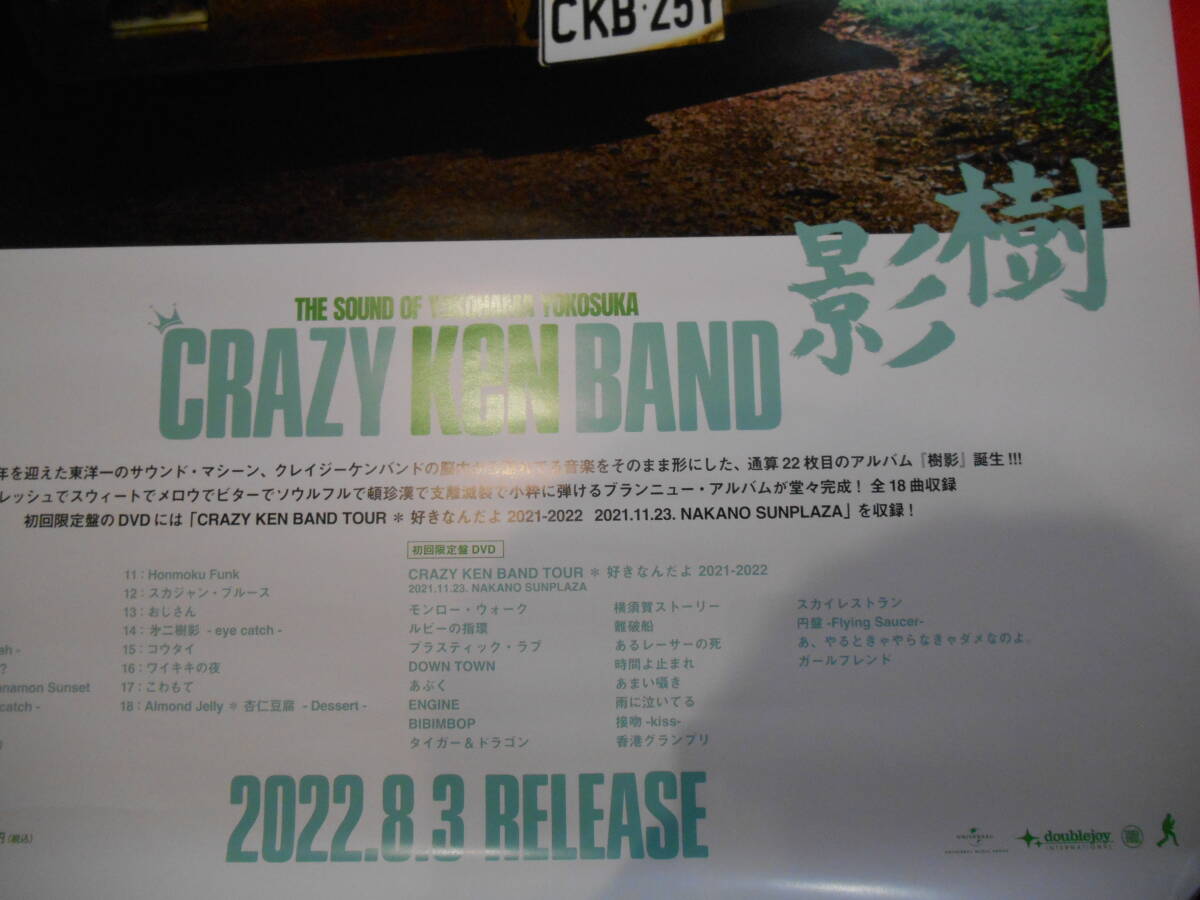 CKB·25Y
樹影
THE SOUND OF YOKOHAMA YOKOSUKA
CRAZY KEN BAND
年を迎えた東洋一のサウンド・マシーン、クレイジーケンバンドの脳内から溢れでる音楽をそのまま形にした、通算22枚目のアルバム『樹影』誕生!!!
レッシュでスウィートでメロウでビターでソウルフルで頓珍漢で支離滅裂で小粋に弾けるブランニュー・アルバムが堂々完成! 全18曲収録
初回限定盤のDVDには「CRAZY KEN BAND TOUR * 好きなんだよ 2021-2022 2021.11.23. NAKANO SUNPLAZA」を収録!
ah -
?
nnamon Sunset
catch -
円(税込)
11:Honmoku Funk
12:スカジャン・ブルース
13:おじさん
14:氷二樹影 - eye catch -
15:コウタイ
16:ワイキキの夜
17:こわもて
18:Almond Jelly * 杏仁豆腐 - Dessert -
初回限定盤 DVD
CRAZY KEN BAND TOUR * 好きなんだよ 2021-2022
2021.11.23. NAKANO SUNPLAZA
モンロー・ウォーク
ルビーの指環
プラスティック・ラブ
DOWN TOWN
あぶく
ENGINE
BIBIMBOP
タイガー&ドラゴン
横須賀ストーリー
難破船
あるレーサーの死
時間よ止まれ
あまい囁き
雨に泣いてる
接吻 -kiss-
香港グランプリ
スカイレストラン
円盤 -Flying Saucer-
あ、やるときゃやらなきゃダメなのよ。
ガールフレンド
2022.8.3 RELEASE
UNIVERSAL
UNIVERSAL MUSIC JAPAN
doublejoy
INTERNATIONAL